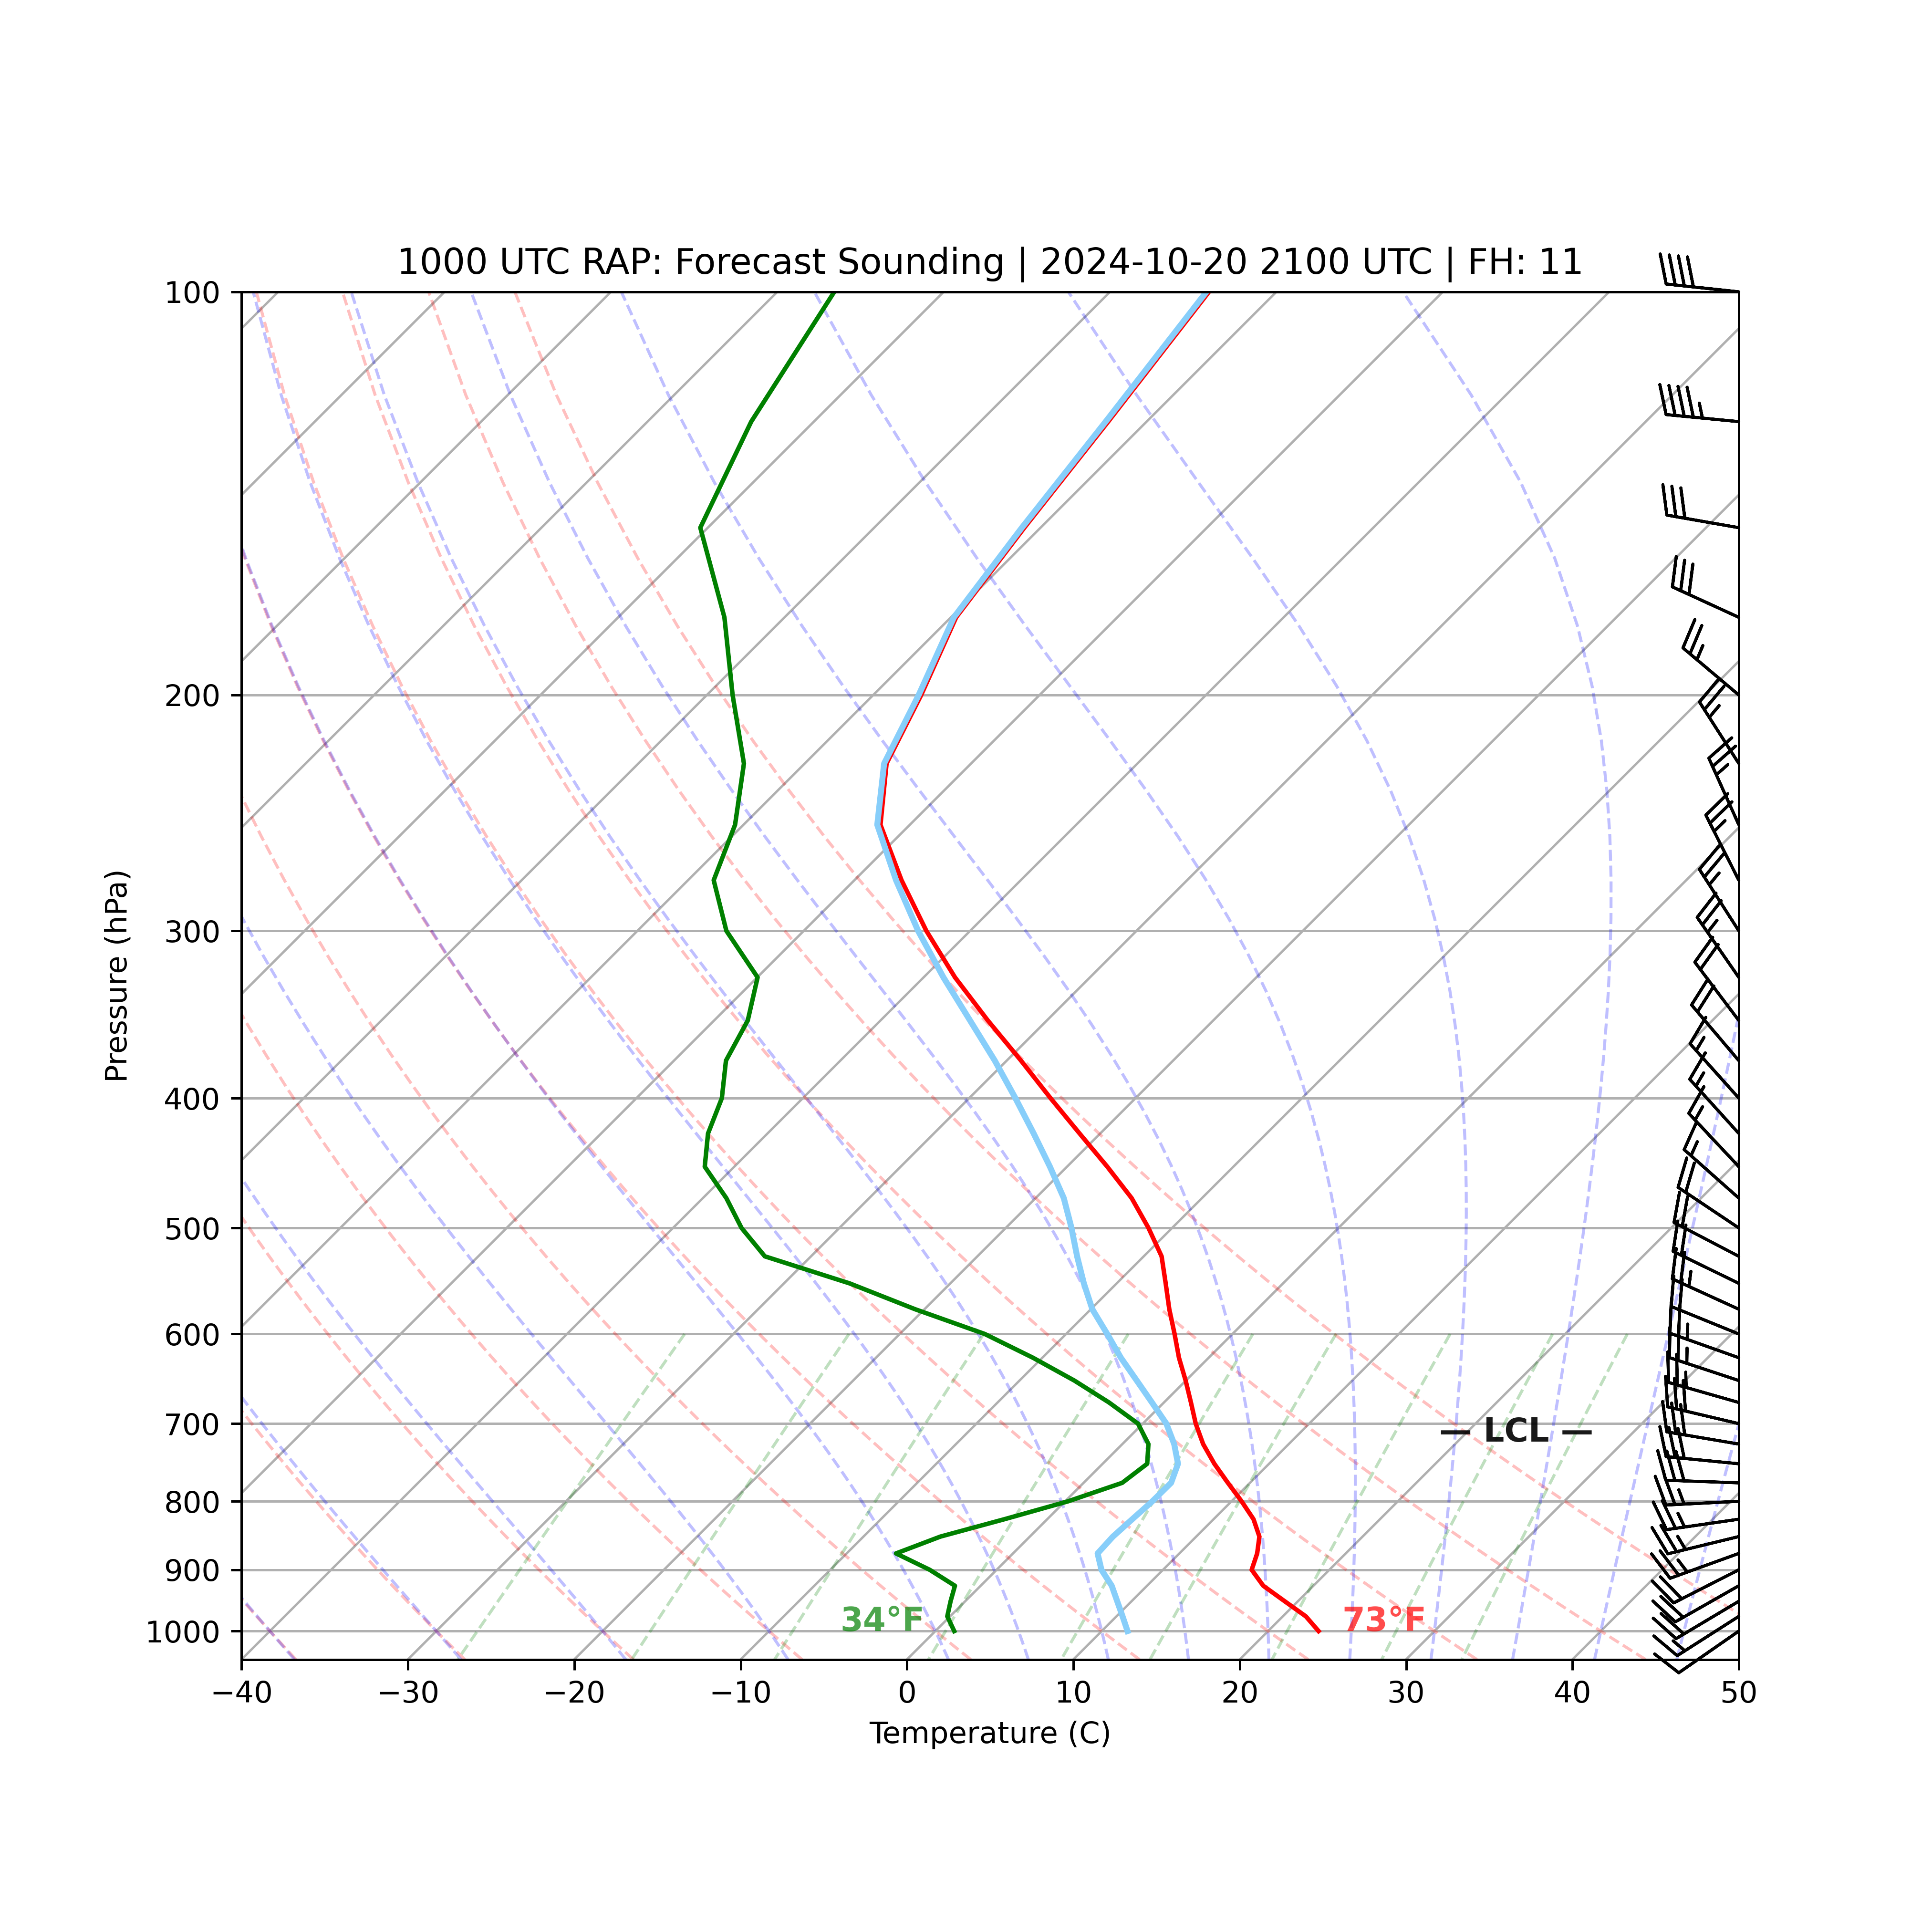 1000 UTC RAP: Forecast Sounding | 2024-10-20 2100 UTC | FH: 11
100
200
300
400
500
600
700
800
900
1000
Pressure (hPa)
— LCL —
34°F
73°F
−40 −30 −20 −10 0 10 20 30 40 50
Temperature (C)